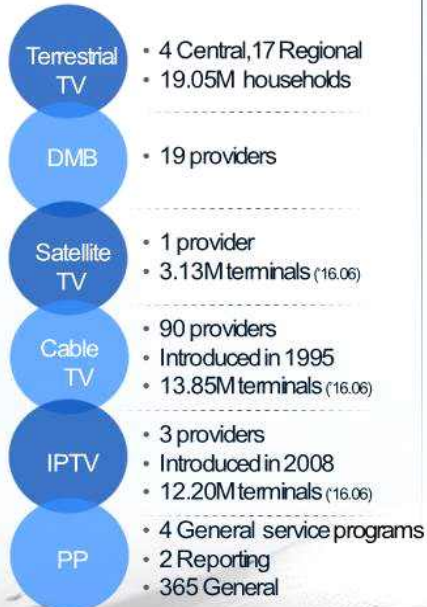 Terrestrial
TV
• 4 Central,17 Regional
• 19.05M households
DMB
• 19 providers
Satellite
TV
• 1 provider
• 3.13M terminals ('16.06)
Cable
TV
• 90 providers
• Introduced in 1995
• 13.85M terminals ('16.06)
IPTV
• 3 providers
• Introduced in 2008
• 12.20M terminals ('16.06)
PP
• 4 General service programs
• 2 Reporting
• 365 General